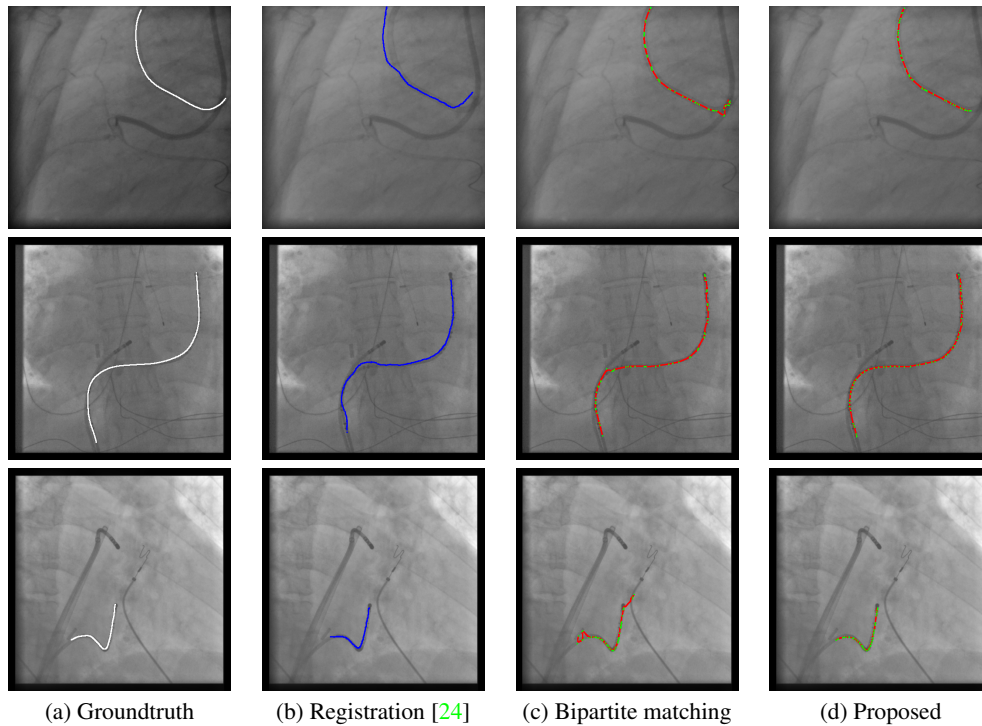 (a) Groundtruth
(b) Registration [24]
(c) Bipartite matching
(d) Proposed